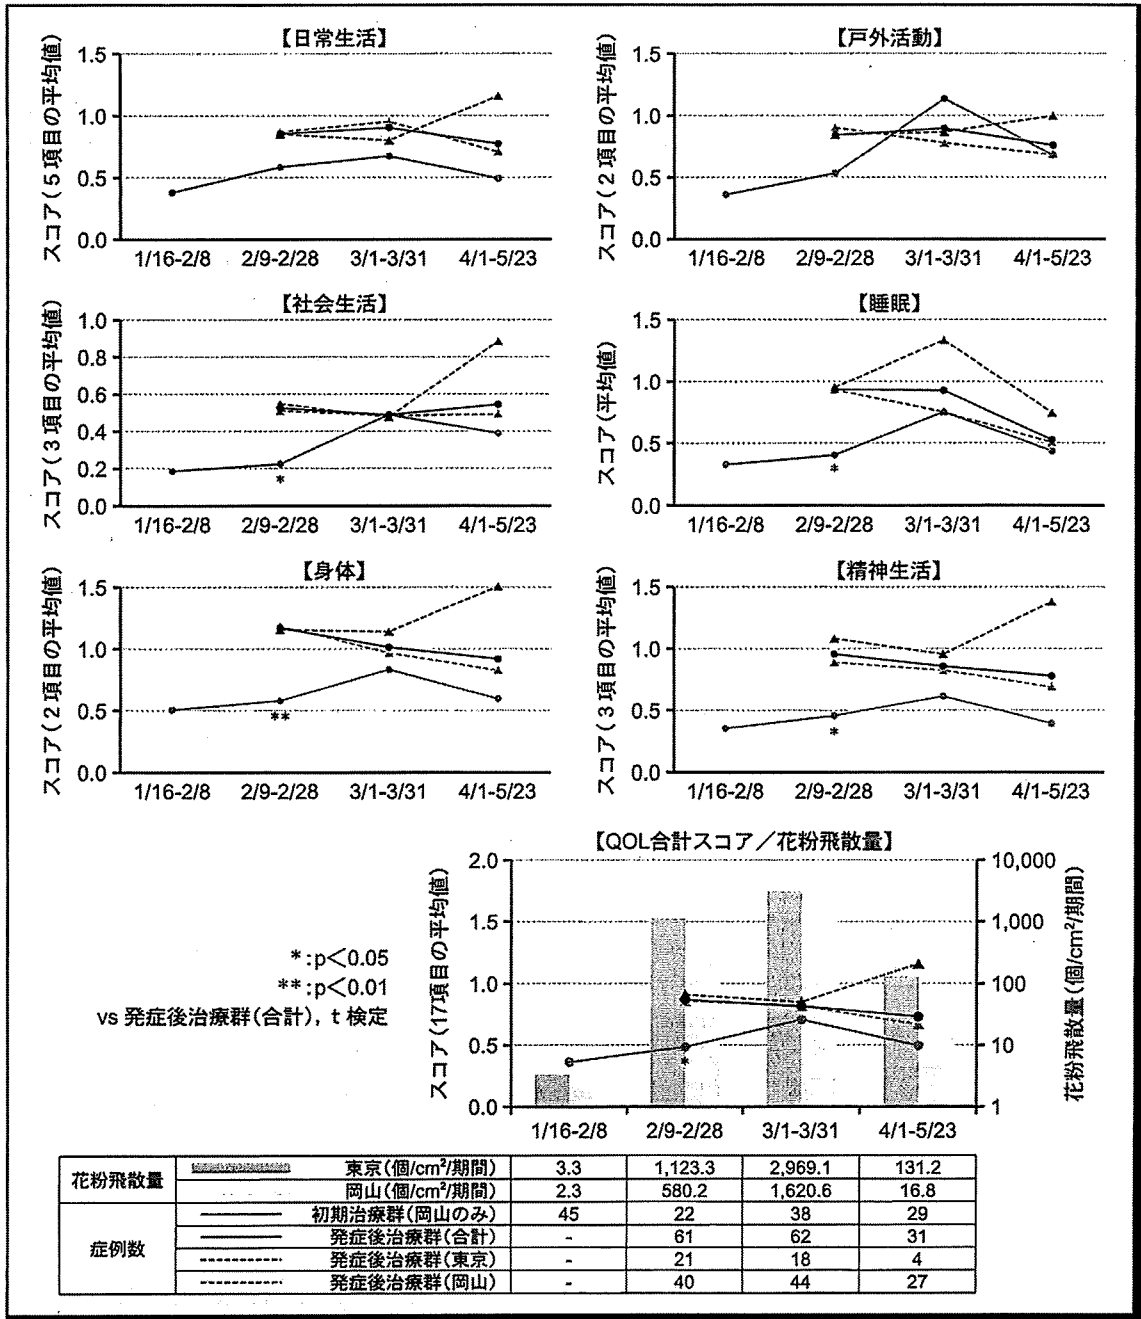 【日常生活】
スコア(5項目の平均値)
1.5
1.0
0.5
0.0
1/16-2/8 2/9-2/28 3/1-3/31 4/1-5/23
【戸外活動】
スコア(2項目の平均値)
1.5
1.0
0.5
0.0
1/16-2/8 2/9-2/28 3/1-3/31 4/1-5/23
【社会生活】
スコア(3項目の平均値)
1.0
0.8
0.6
0.4
0.2
0.0
*
1/16-2/8 2/9-2/28 3/1-3/31 4/1-5/23
【睡眠】
スコア(平均値)
1.5
1.0
0.5
0.0
*
1/16-2/8 2/9-2/28 3/1-3/31 4/1-5/23
【身体】
スコア(2項目の平均値)
1.5
1.0
0.5
0.0
**
1/16-2/8 2/9-2/28 3/1-3/31 4/1-5/23
【精神生活】
スコア(3項目の平均値)
1.5
1.0
0.5
0.0
*
1/16-2/8 2/9-2/28 3/1-3/31 4/1-5/23
*:p<0.05
**:p<0.01
vs 発症後治療群(合計), t 検定
【QOL合計スコア/花粉飛散量】
スコア(17項目の平均値)
2.0
1.5
1.0
0.5
0.0
*
10,000
1,000
100
10
1
花粉飛散量(個/cm²/期間)
1/16-2/8 2/9-2/28 3/1-3/31 4/1-5/23
花粉飛散量
東京(個/cm²/期間) 3.3 1,123.3 2,969.1 131.2
岡山(個/cm²/期間) 2.3 580.2 1,620.6 16.8
症例数
初期治療群(岡山のみ) 45 22 38 29
発症後治療群(合計) - 61 62 31
発症後治療群(東京) - 21 18 4
発症後治療群(岡山) - 40 44 27